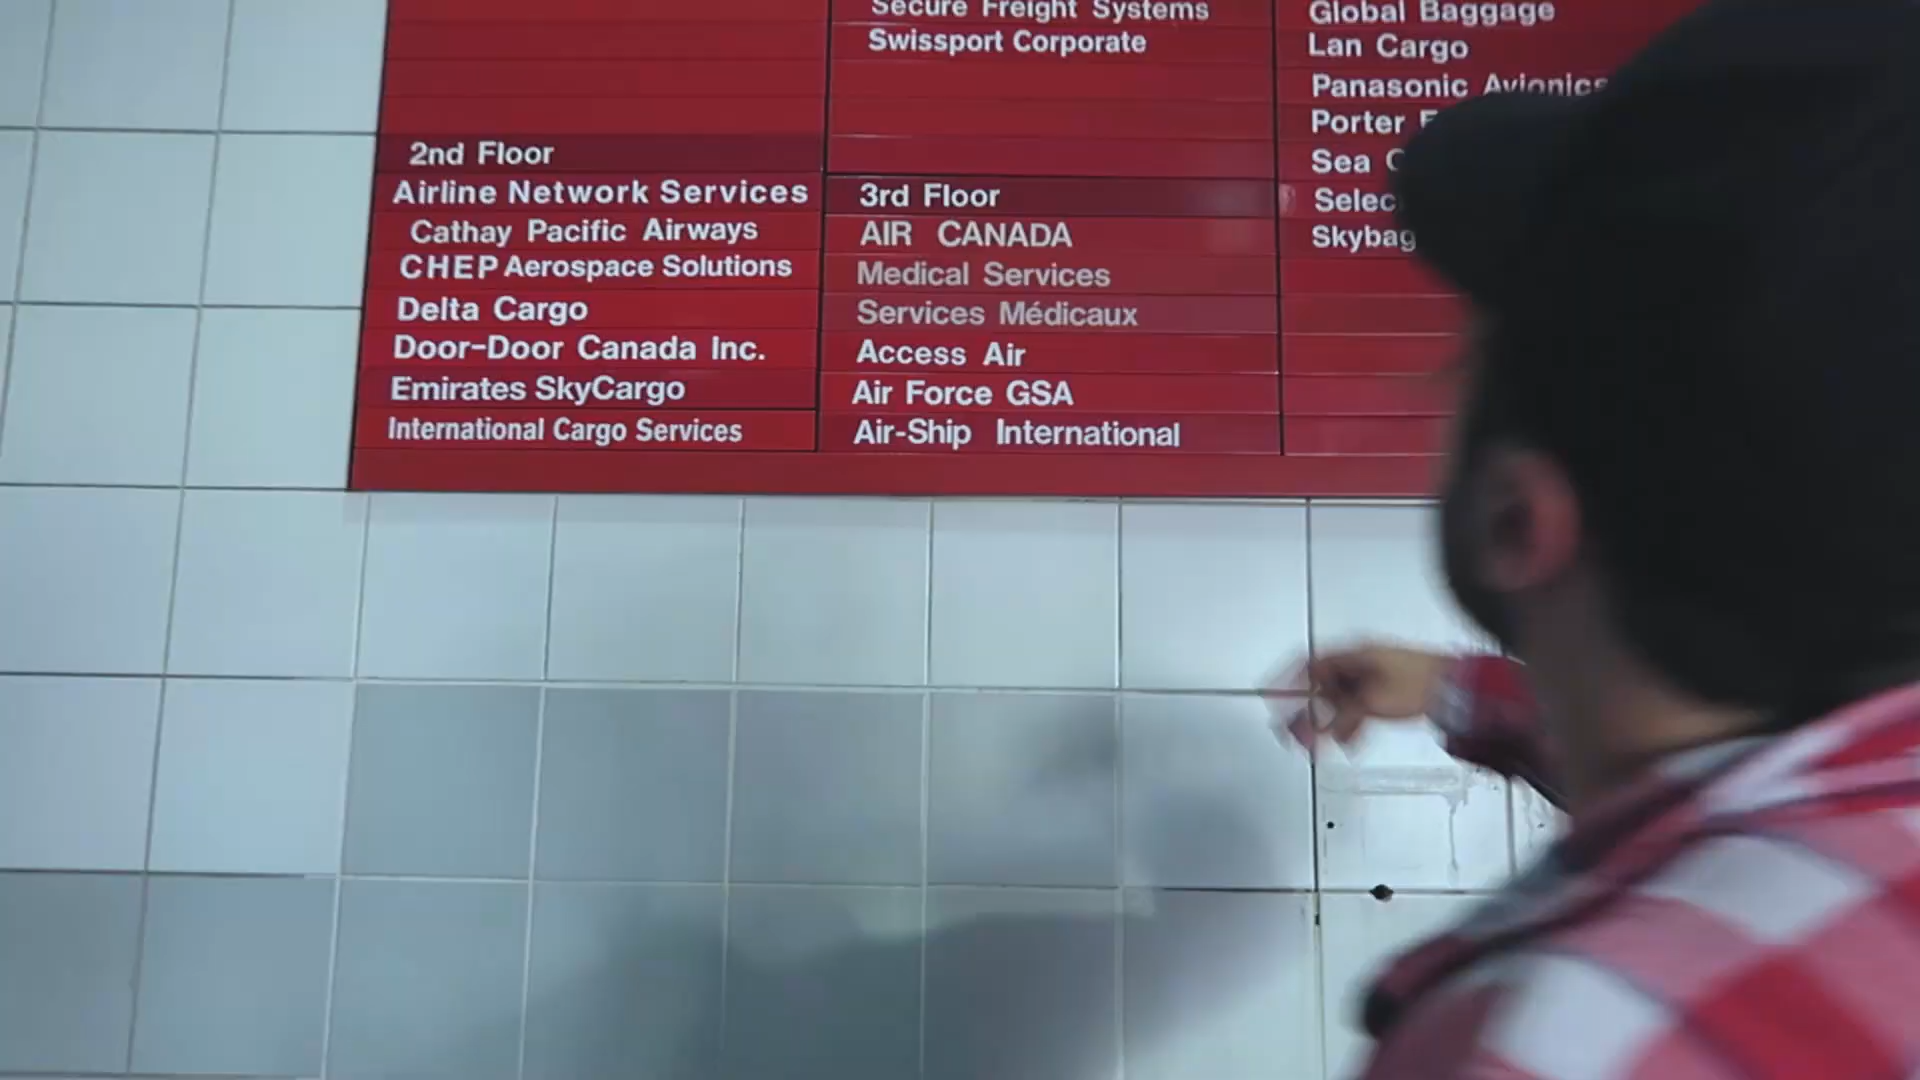 2nd Floor
Airline Network Services
Cathay Pacific Airways
CHEP Aerospace Solutions
Delta Cargo
Door-Door Canada Inc.
Emirates SkyCargo
International Cargo Services
Secure Freight Systems
Swissport Corporate
3rd Floor
AIR CANADA
Medical Services
Services Médicaux
Access Air
Air Force GSA
Air-Ship International
Global Baggage
Lan Cargo
Panasonic Avionics
Porter
Sea